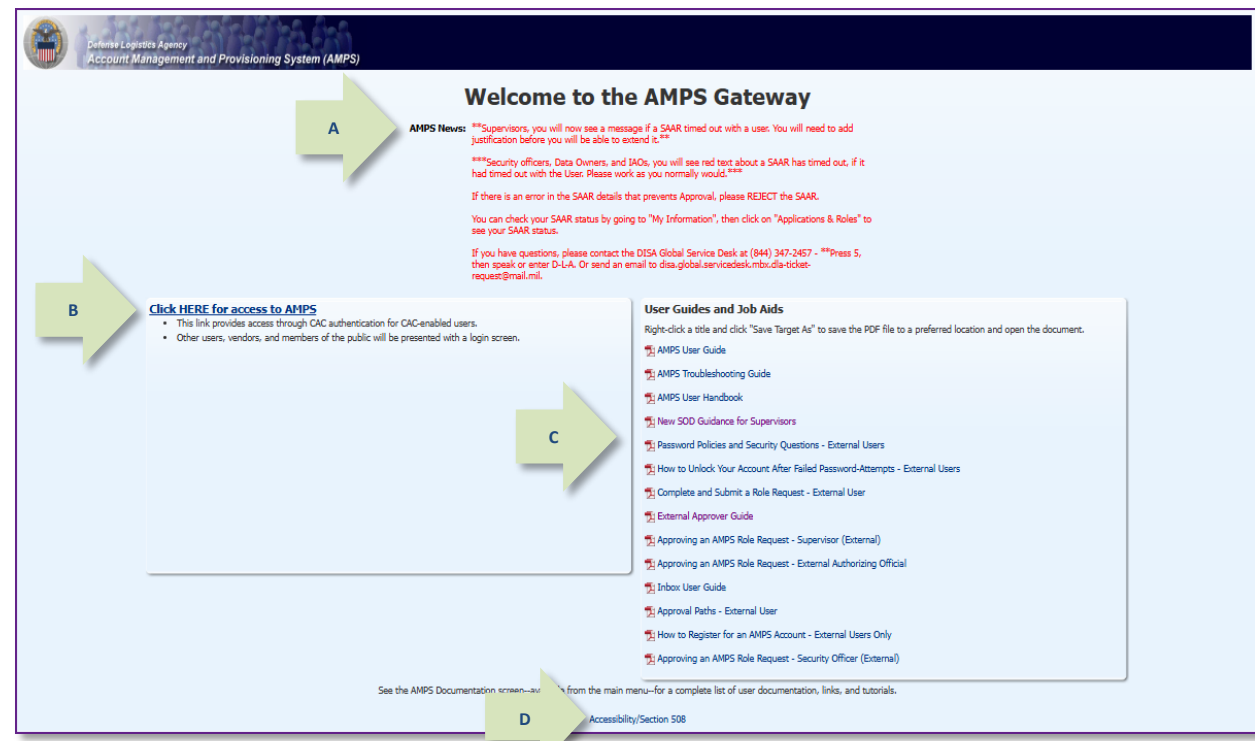 Defense Logistics Agency
Account Management and Provisioning System (AMPS)
Welcome to the AMPS Gateway
A
AMPS News: **Supervisors, you will now see a message if a SAAR timed out with a user. You will need to add
justification before you will be able to extend it.**
***Security officers, Data Owners, and IAOs, you will see red text about a SAAR has timed out, if it
had timed out with the User. Please work as you normally would.***
If there is an error in the SAAR details that prevents Approval, please REJECT the SAAR.
You can check your SAAR status by going to "My Information", then click on "Applications & Roles" to
see your SAAR status.
If you have questions, please contact the DISA Global Service Desk at (844) 347-2457 - **Press 5,
then speak or enter D-L-A. Or send an email to disa.global.servicedesk.mbx.dla-ticket-
request@mail.mil.
B
Click HERE for access to AMPS
• This link provides access through CAC authentication for CAC-enabled users.
• Other users, vendors, and members of the public will be presented with a login screen.
C
User Guides and Job Aids
Right-click a title and click "Save Target As" to save the PDF file to a preferred location and open the document.
AMPS User Guide
AMPS Troubleshooting Guide
AMPS User Handbook
New SOD Guidance for Supervisors
Password Policies and Security Questions - External Users
How to Unlock Your Account After Failed Password-Attempts - External Users
Complete and Submit a Role Request - External User
External Approver Guide
Approving an AMPS Role Request - Supervisor (External)
Approving an AMPS Role Request - External Authorizing Official
Inbox User Guide
Approval Paths - External User
How to Register for an AMPS Account - External Users Only
Approving an AMPS Role Request - Security Officer (External)
See the AMPS Documentation screen--av from the main menu--for a complete list of user documentation, links, and tutorials.
D
Accessibility/Section 508